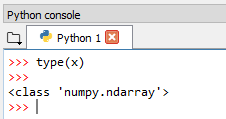 Python console
Python 1
>>> type(x)
>>>
<class 'numpy.ndarray'>
>>>